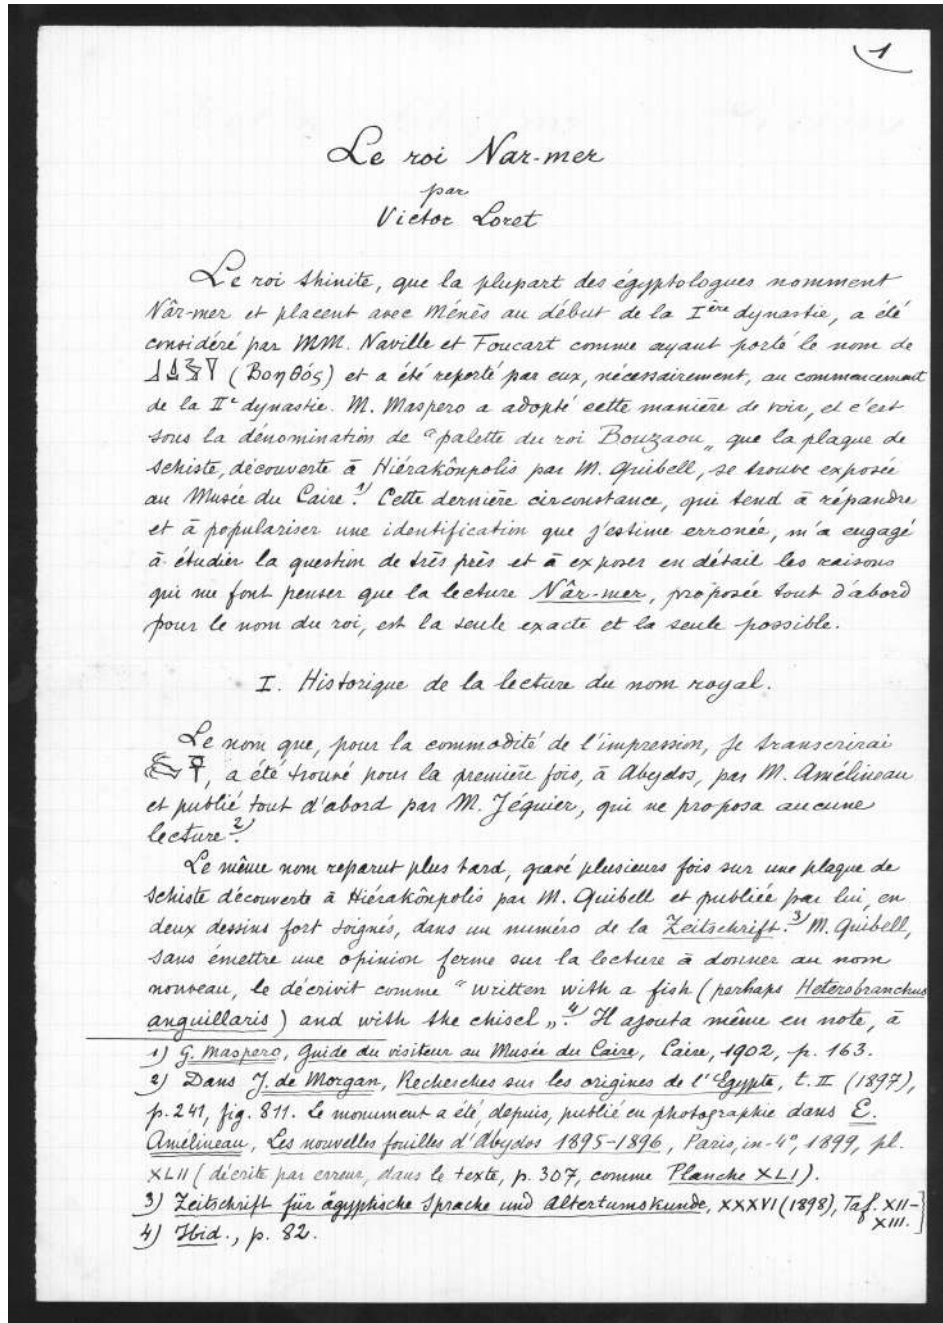 1
Le roi Nar-mer
par
Victor Loret
Le roi thinite, que la plupart des égyptologues nomment
Nâr-mer et placent avec Ménès au début de la Ière dynastie, a été
considéré par MM. Naville et Foucart comme ayant porté le nom de
(Βοηθός) et a été reporté par eux, nécessairement, au commencement
de la IIe dynastie. M. Maspero a adopté cette manière de voir, et c'est
sous la dénomination de "palette du roi Bouzaou„ que la plaque de
schiste, découverte à Hiérakônpolis par M. Quibell, se trouve exposée
au Musée du Caire 1). Cette dernière circonstance, qui tend à répandre
et à populariser une identification que j'estime erronée, m'a engagé
à étudier la question de très près et à exposer en détail les raisons
qui me font penser que la lecture Nâr-mer, proposée tout d'abord
pour le nom du roi, est la seule exacte et la seule possible.
I. Historique de la lecture du nom royal.
Le nom que, pour la commodité de l'impression, je transcrirai
, a été trouvé pour la première fois, à Abydos, par M. Amélineau
et publié tout d'abord par M. Jéquier, qui ne proposa aucune
lecture 2).
Le même nom reparut plus tard, gravé plusieurs fois sur une plaque de
schiste découverte à Hiérakônpolis par M. Quibell et publiée par lui, en
deux dessins fort soignés, dans un numéro de la Zeitschrift. 3) M. Quibell,
sans émettre une opinion ferme sur la lecture à donner au nom
nouveau, le décrivit comme "written with a fish (perhaps Heterobranchus
anguillaris) and with the chisel„. 4) Il ajouta même en note, à
1) G. Maspero, Guide du visiteur au Musée du Caire, Caire, 1902, p. 163.
2) Dans J. de Morgan, Recherches sur les origines de l'Egypte, t. II (1897),
p. 241, fig. 811. Le monument a été, depuis, publié en photographie dans E.
Amélineau, Les nouvelles fouilles d'Abydos 1895-1896, Paris, in-4°, 1899, pl.
XLII (décrite par erreur, dans le texte, p. 307, comme Planche XLI).
3) Zeitschrift für ägyptische Sprache und Altertumskunde, XXXVI (1898), Taf. XII-
XIII.
4) Ibid., p. 82.